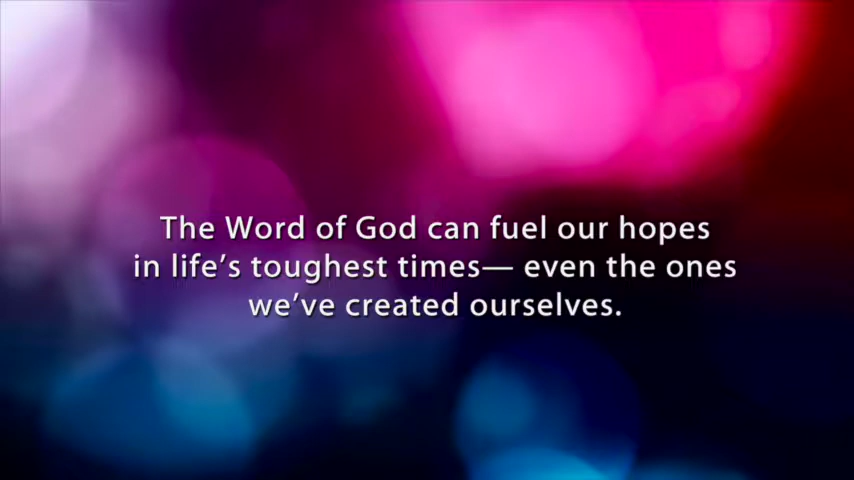 The Word of God can fuel our hopes
in life’s toughest times— even the ones
we’ve created ourselves.